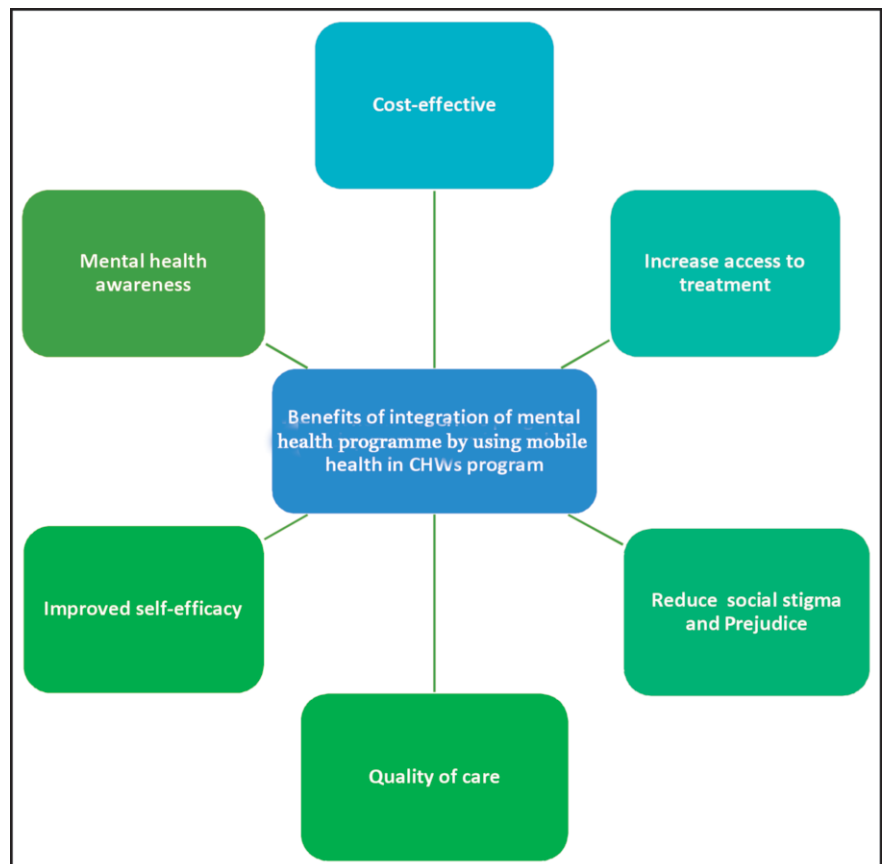 Cost-effective
Mental health
awareness
Increase access to
treatment
Benefits of integration of mental
health programme by using mobile
health in CHWs program
Improved self-efficacy
Reduce social stigma
and Prejudice
Quality of care